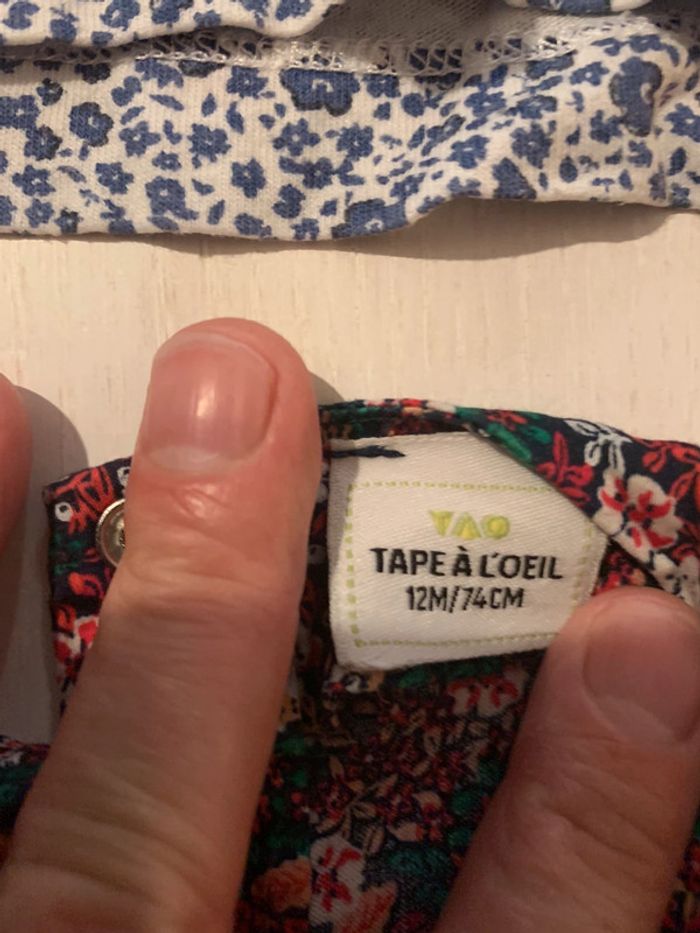 TAO
TAPE À L'OEIL
12M/74CM